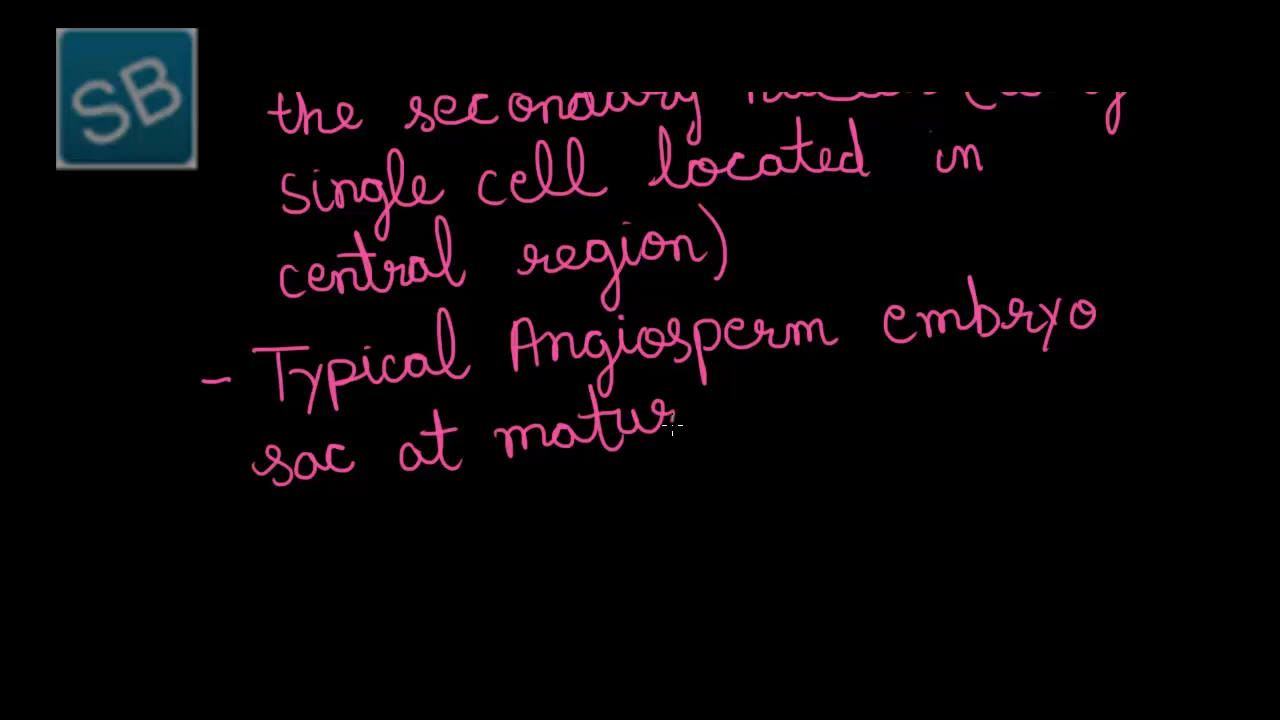 SB
the secondary
single cell located in
central region)
- Typical Angiosperm embryo
sac at matur